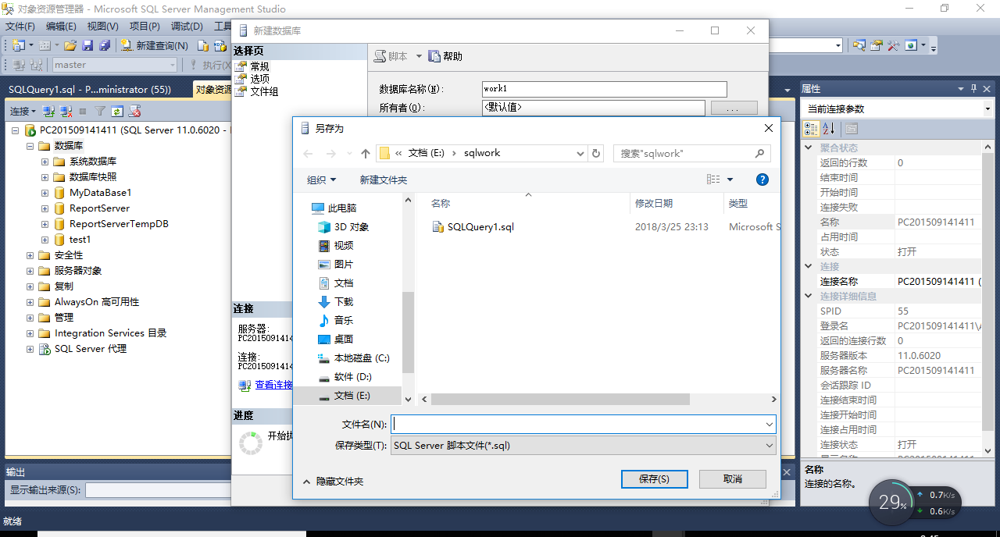 对象资源管理器 - Microsoft SQL Server Management Studio
文件(F) 编辑(E) 视图(V) 项目(P) 调试(D) 工具
新建查询(N)
master 执行(X
SQLQuery1.sql - P...ministrator (55)) 对象资源
连接
PC201509141411 (SQL Server 11.0.6020 -
数据库
系统数据库
数据库快照
MyDataBase1
ReportServer
ReportServerTempDB
test1
安全性
服务器对象
复制
AlwaysOn 高可用性
管理
Integration Services 目录
SQL Server 代理
输出
显示输出来源(S):
就绪
新建数据库
选择页
常规
选项
文件组
脚本 帮助
数据库名称(N): work1
所有者(O): <默认值> ...
连接
服务器:
PC20150914141
连接:
PC20150914141
查看连接
进度
开始执
另存为
« 文档 (E:) › sqlwork
搜索"sqlwork"
组织 新建文件夹
此电脑
3D 对象
视频
图片
文档
下载
音乐
桌面
本地磁盘 (C:)
软件 (D:)
文档 (E:)
名称 修改日期 类型
SQLQuery1.sql 2018/3/25 23:13 Microsoft S
文件名(N):
保存类型(T): SQL Server 脚本文件(*.sql)
隐藏文件夹
保存(S) 取消
属性
当前连接参数
聚合状态
返回的行数 0
结束时间
开始时间
连接失败
名称 PC201509141411
占用时间
状态 打开
连接
连接名称 PC201509141411 (
连接详细信息
SPID 55
登录名 PC201509141411\A
返回的连接行数 0
服务器版本 11.0.6020
服务器名称 PC201509141411
会话跟踪 ID
连接结束时间
连接开始时间
连接占用时间
连接状态 打开
名称
连接的名称。
29%
0.7K/s
0.6K/s